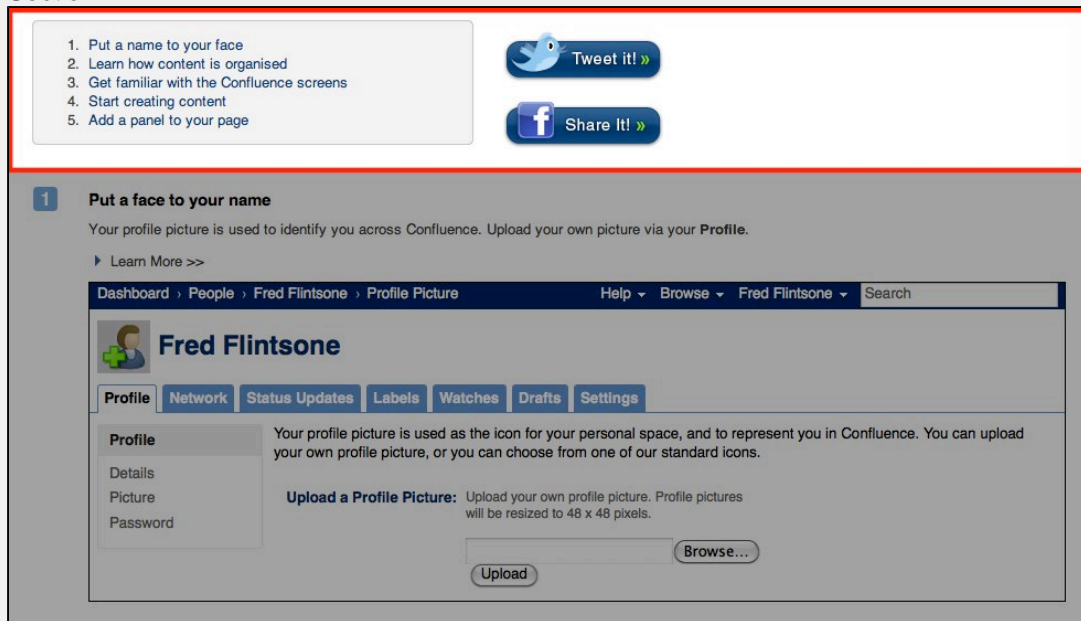 1. Put a name to your face
2. Learn how content is organised
3. Get familiar with the Confluence screens
4. Start creating content
5. Add a panel to your page
Tweet it! »
f Share It! »
1 Put a face to your name
Your profile picture is used to identify you across Confluence. Upload your own picture via your Profile.
Learn More >>
Dashboard › People › Fred Flintsone › Profile Picture Help Browse Fred Flintsone Search
Fred Flintsone
Profile Network Status Updates Labels Watches Drafts Settings
Profile
Details
Picture
Password
Your profile picture is used as the icon for your personal space, and to represent you in Confluence. You can upload
your own profile picture, or you can choose from one of our standard icons.
Upload a Profile Picture: Upload your own profile picture. Profile pictures
will be resized to 48 x 48 pixels.
Browse...
Upload